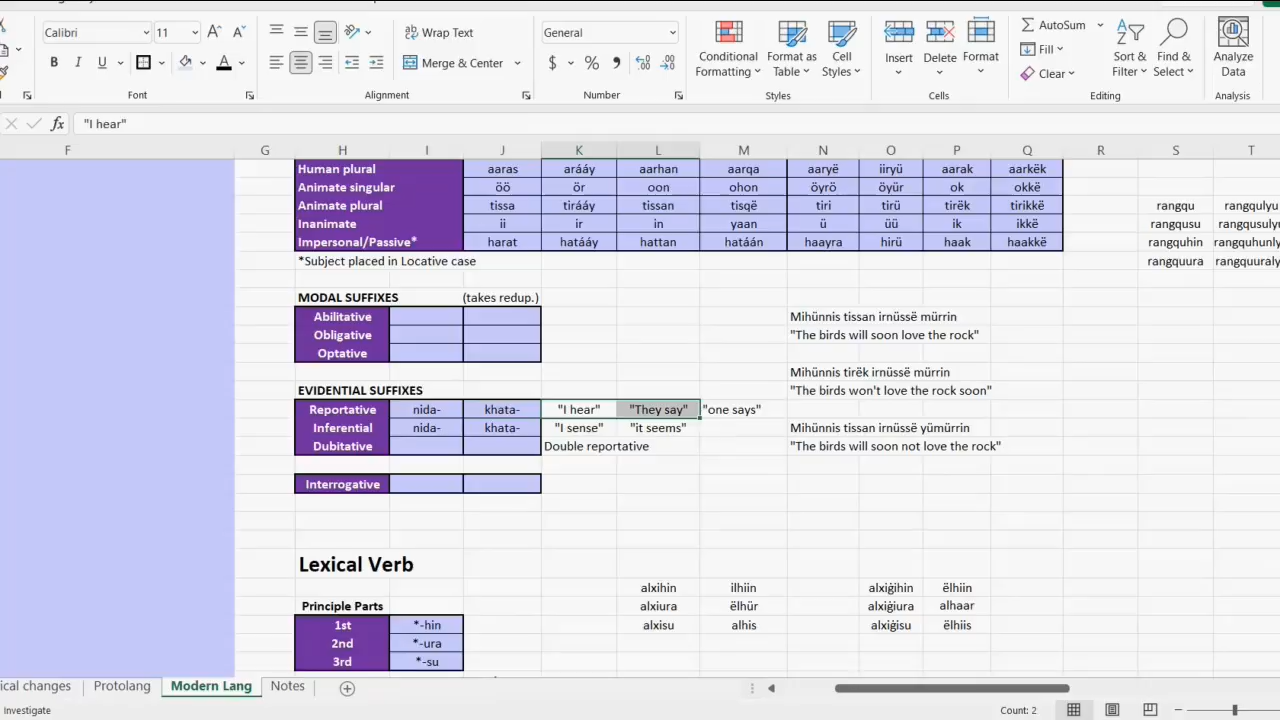 Calibri 11 Wrap Text General AutoSum
Merge & Center Conditional Formatting Format as Table Cell Styles Insert Delete Format Fill Clear Sort & Filter Find & Select Analyze Data
Font Alignment Number Styles Cells Editing Analysis
fx "I hear"
F G H I J K L M N O P Q R S T
Human plural aaras arááy aarhan aarqa aaryë iiryü aarak aarkëk
Animate singular öö ör oon ohon öyrö öyür ok okkë
Animate plural tissa tirááy tissan tisqë tiri tirü tirëk tirikkë rangqu rangqulyu
Inanimate ii ir in yaan ü üü ik ikkë rangqusu
Impersonal/Passive* harat hatááy hattan hatáán haayra hirü haak haakkë rangquhin
*Subject placed in Locative case rangquura
MODAL SUFFIXES (takes redup.)
Abilitative Mihünnis tissan irnüssë mürrin
Obligative "The birds will soon love the rock"
Optative
Mihünnis tirëk irnüssë mürrin
EVIDENTIAL SUFFIXES "The birds won't love the rock soon"
Reportative nida- khata- "I hear" "They say" "one says"
Inferential nida- khata- "I sense" "it seems" Mihünnis tissan irnüssë yümürrin
Dubitative Double reportative "The birds will soon not love the rock"
Interrogative
Lexical Verb
alxihin ilhiin alxiġihin ëlhiin
Principle Parts alxiura ëlhür alxiġiura alhaar
1st *-hin alxisu alhis alxiġisu ëlhiis
2nd *-ura
3rd *-su
ical changes Protolang Modern Lang Notes
Investigate Count: 2